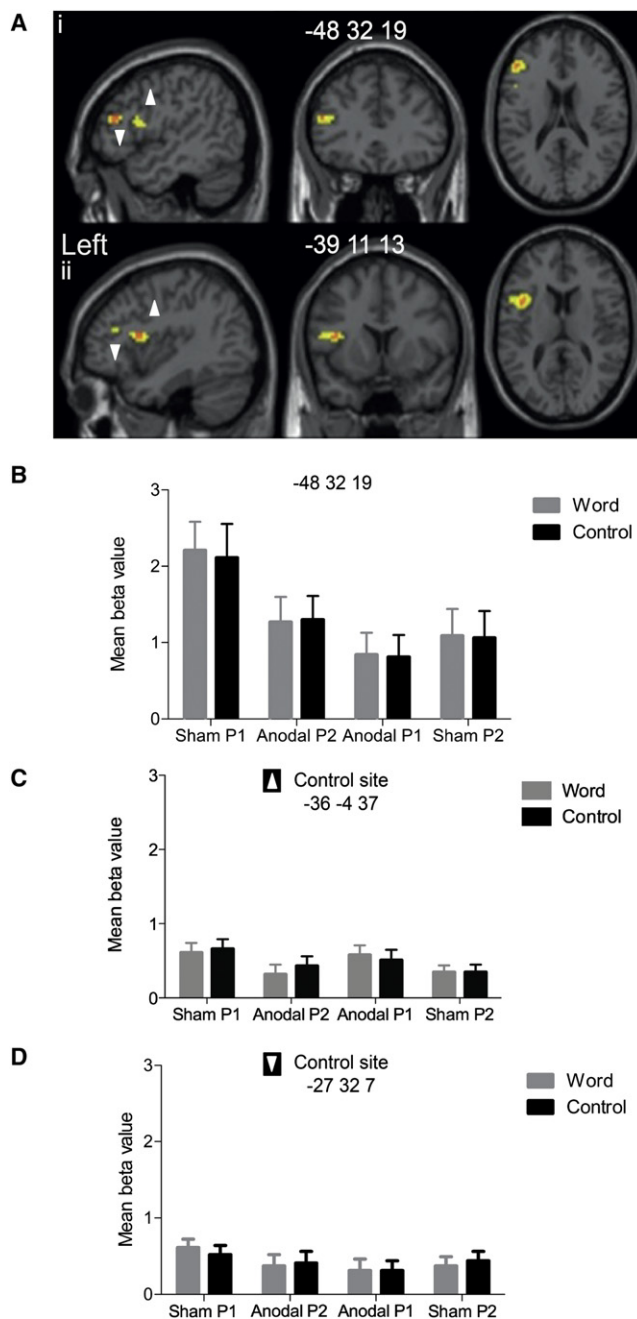 A
i
-48 32 19
Left
ii
-39 11 13
B
-48 32 19
Mean beta value
3
2
1
0
Word
Control
Sham P1 Anodal P2 Anodal P1 Sham P2
C
Control site
-36 -4 37
Mean beta value
3
2
1
0
Word
Control
Sham P1 Anodal P2 Anodal P1 Sham P2
D
Control site
-27 32 7
Mean beta value
3
2
1
0
Word
Control
Sham P1 Anodal P2 Anodal P1 Sham P2